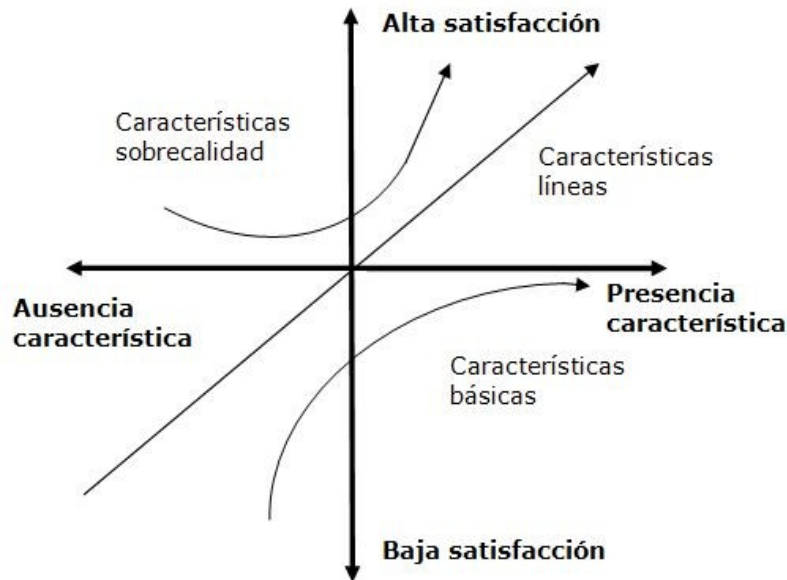 Alta satisfacción
Características
sobrecalidad
Características
líneas
Ausencia
característica
Presencia
característica
Características
básicas
Baja satisfacción